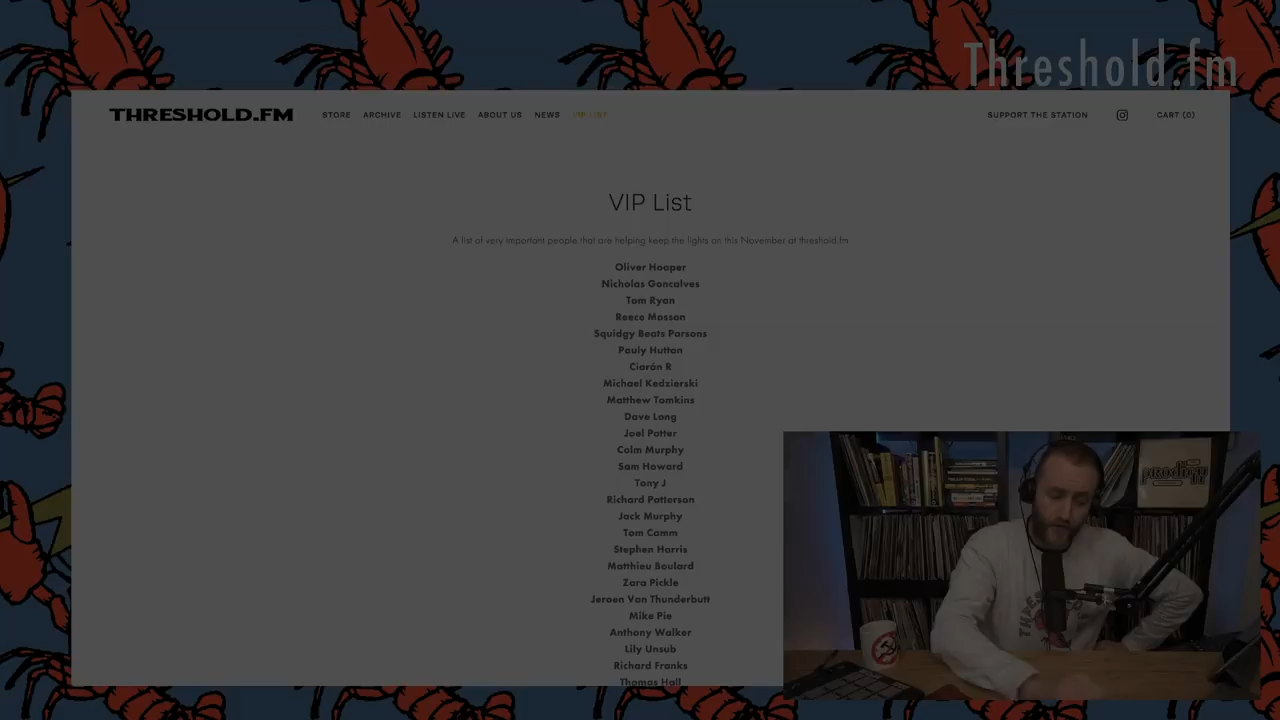 Threshold.fm
THRESHOLD.FM STORE ARCHIVE LISTEN LIVE ABOUT US NEWS VIP LIST SUPPORT THE STATION CART (0)
VIP List
A list of very important people that are helping keep the lights on this November at threshold.fm
Oliver Hooper
Nicholas Goncalves
Tom Ryan
Reece Mosson
Squidgy Beats Parsons
Pauly Hutton
Ciarán R
Michael Kedzierski
Matthew Tomkins
Dave Long
Joel Potter
Colm Murphy
Sam Howard
Tony J
Richard Patterson
Jack Murphy
Tom Camm
Stephen Harris
Matthieu Boulard
Zara Pickle
Jeroen Van Thunderbutt
Mike Pie
Anthony Walker
Lily Unsub
Richard Franks
Thomas Hall
prodigy